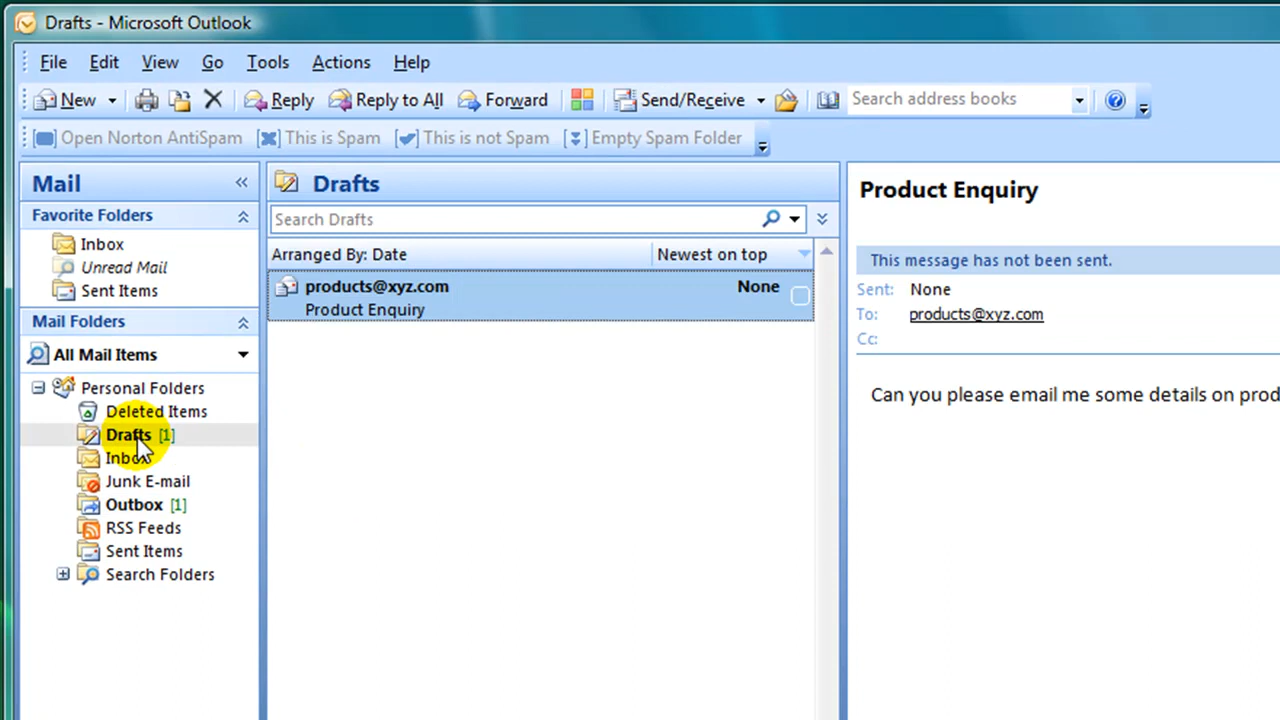 Drafts - Microsoft Outlook
File Edit View Go Tools Actions Help
New Reply Reply to All Forward Send/Receive Search address books
Open Norton AntiSpam This is Spam This is not Spam Empty Spam Folder
Mail
Favorite Folders
Inbox
Unread Mail
Sent Items
Mail Folders
All Mail Items
Personal Folders
Deleted Items
Drafts [1]
Inbox
Junk E-mail
Outbox [1]
RSS Feeds
Sent Items
Search Folders
Drafts
Search Drafts
Arranged By: Date Newest on top
products@xyz.com None
Product Enquiry
Product Enquiry
This message has not been sent.
Sent: None
To: products@xyz.com
Cc:
Can you please email me some details on prod